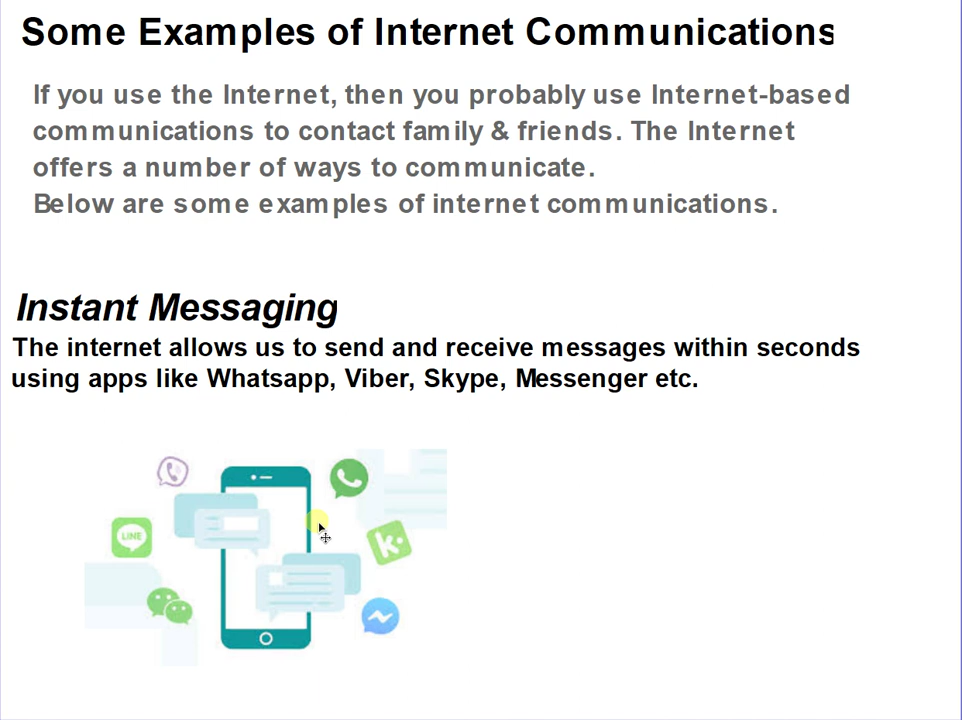 Some Examples of Internet Communications
If you use the Internet, then you probably use Internet-based
communications to contact family & friends. The Internet
offers a number of ways to communicate.
Below are some examples of internet communications.
Instant Messaging
The internet allows us to send and receive messages within seconds
using apps like Whatsapp, Viber, Skype, Messenger etc.
LINE
k